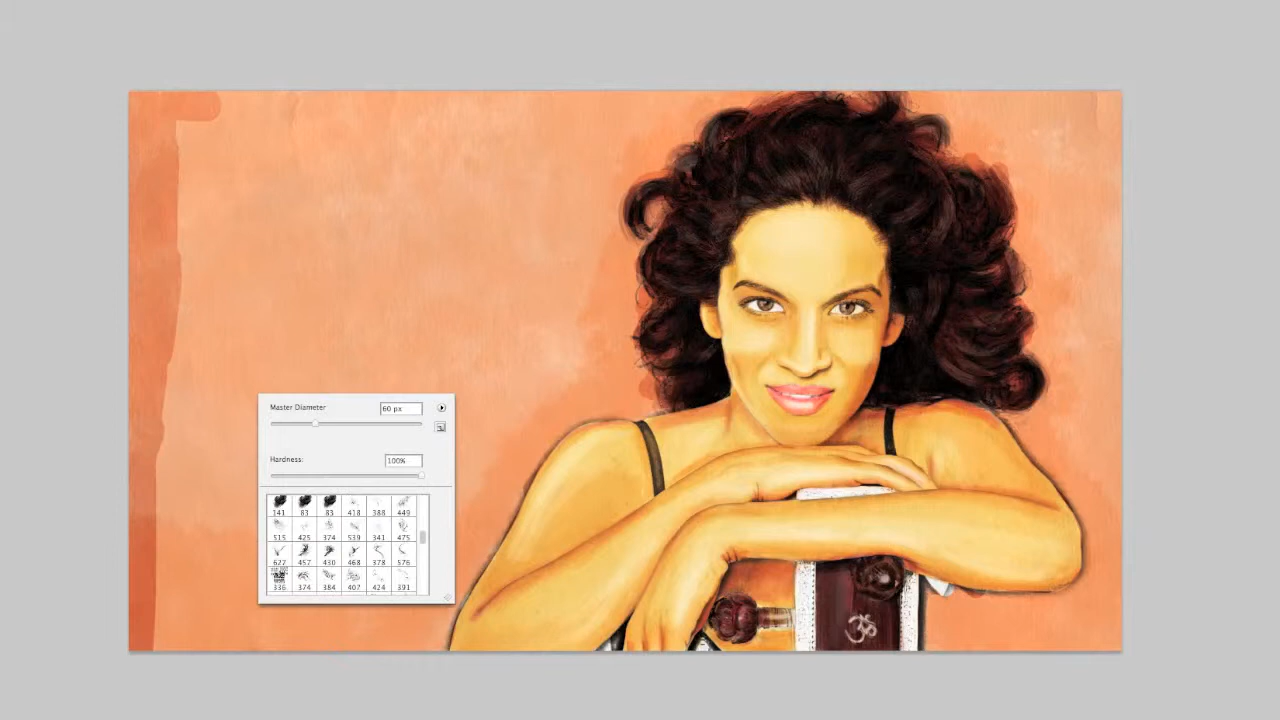 Master Diameter 60 px
Hardness: 100%
141 83 83 418 388 449
515 425 374 539 341 475
627 457 430 468 378 576
336 374 384 407 424 391
ॐ